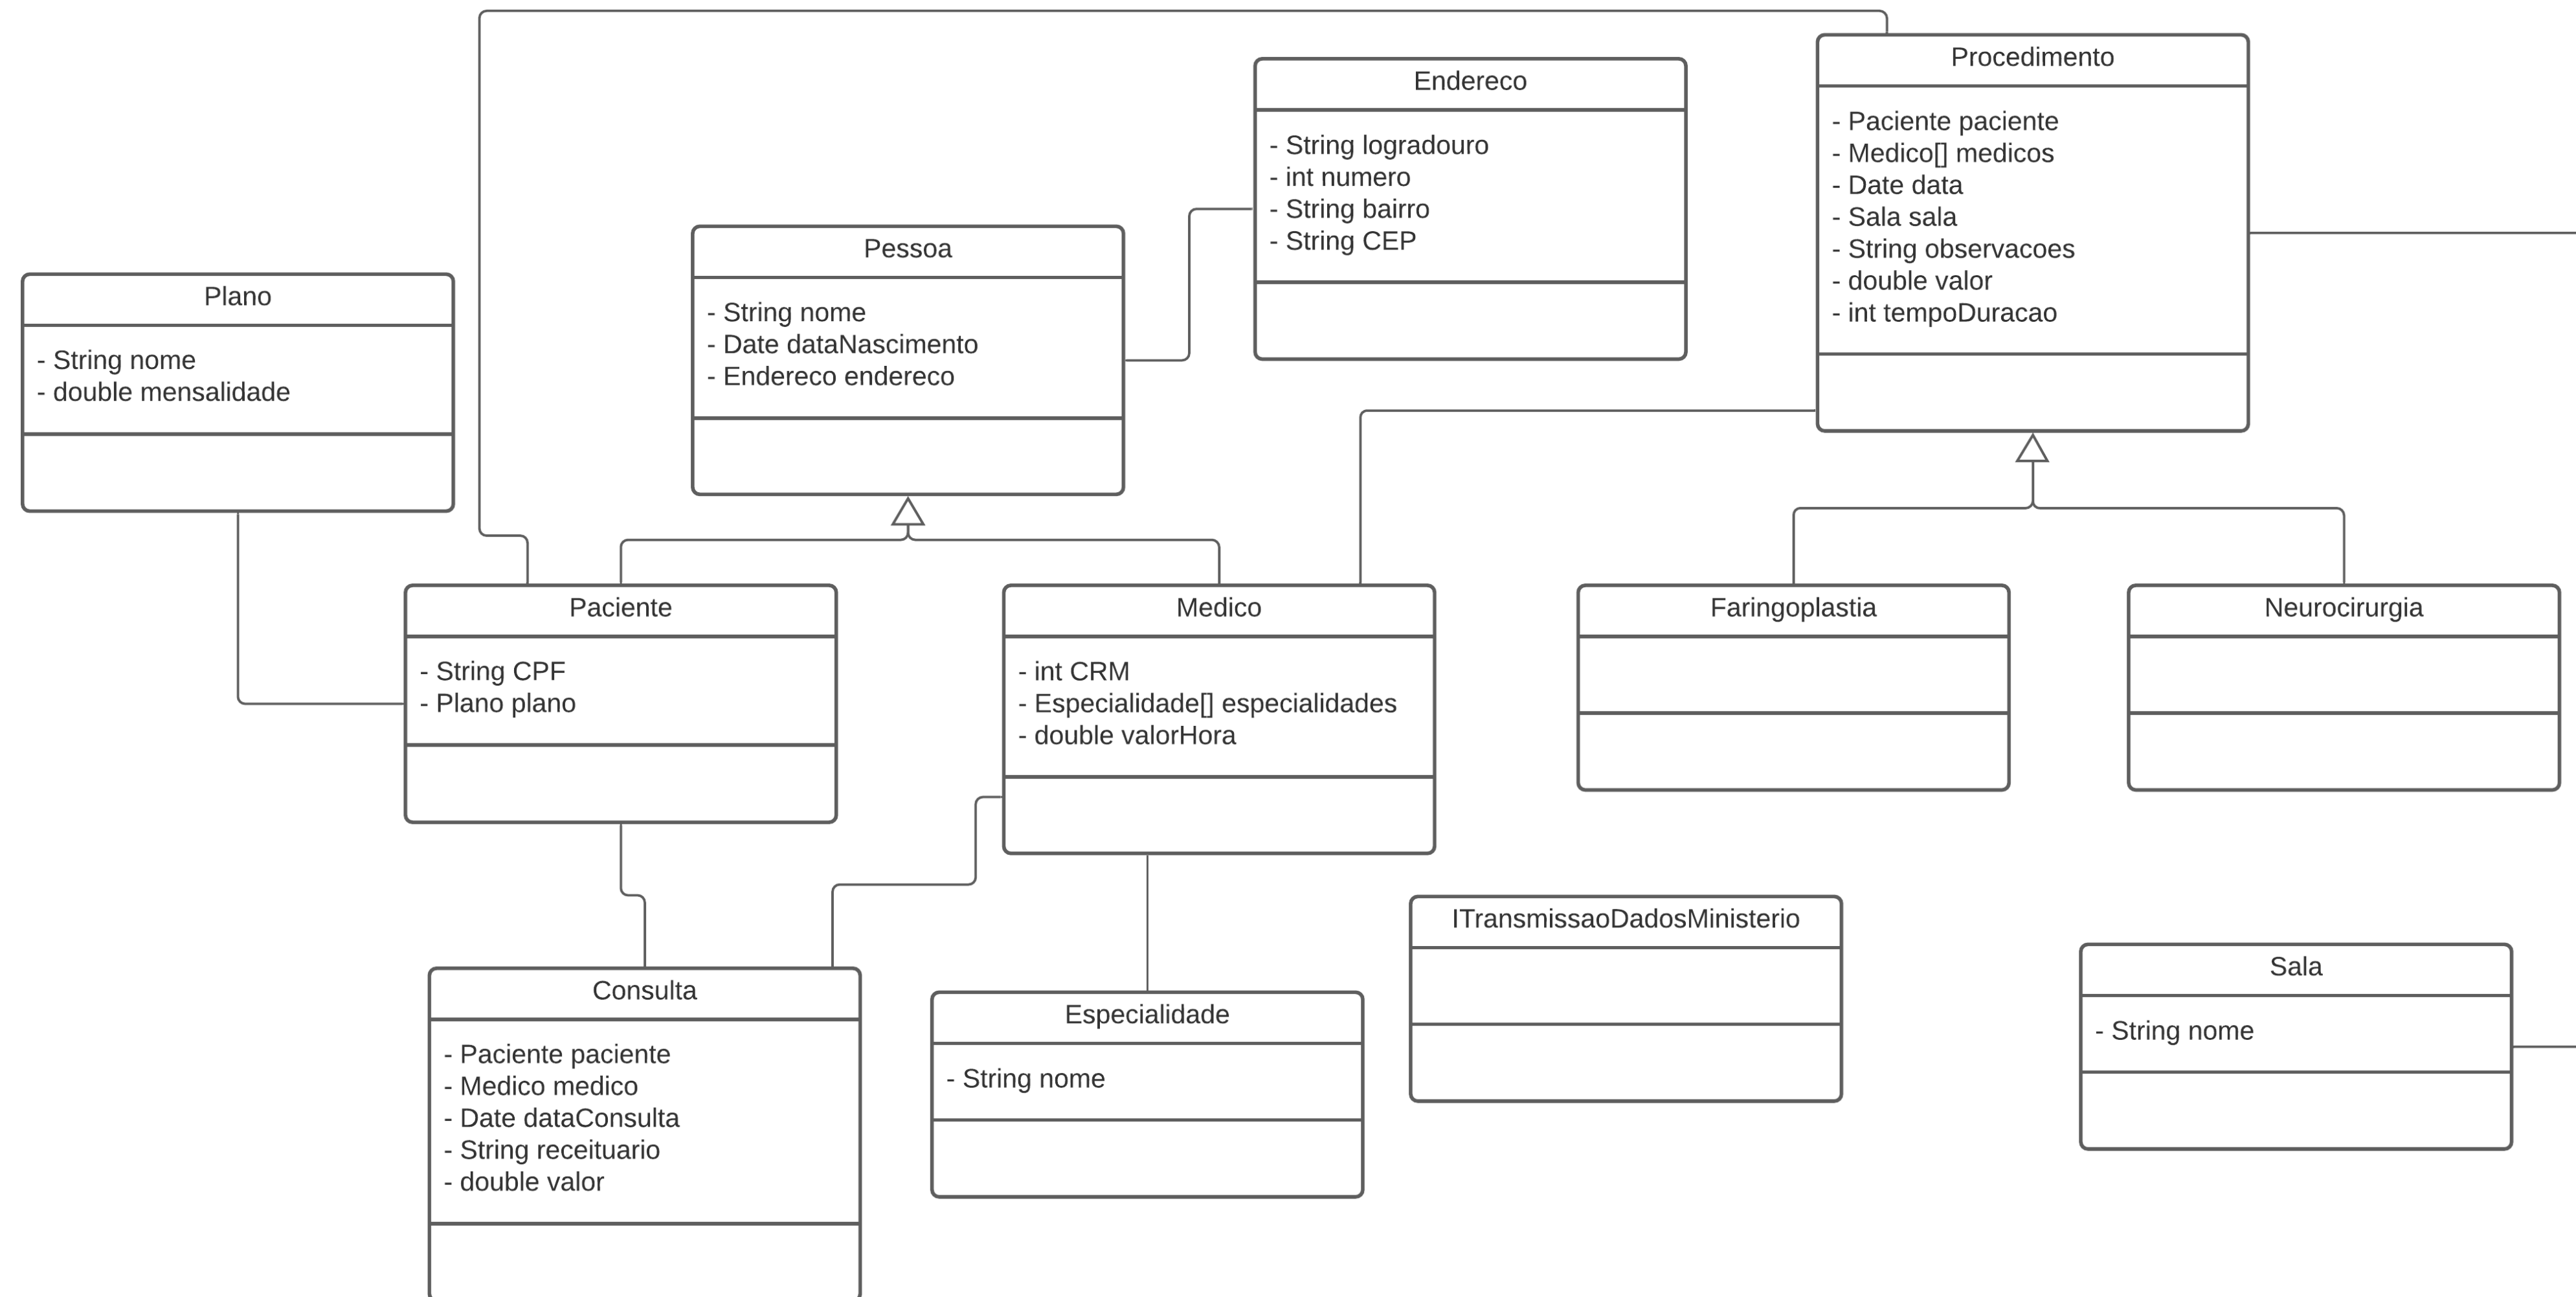 Procedimento
- Paciente paciente
- Medico[] medicos
- Date data
- Sala sala
- String observacoes
- double valor
- int tempoDuracao
Endereco
- String logradouro
- int numero
- String bairro
- String CEP
Pessoa
- String nome
- Date dataNascimento
- Endereco endereco
Plano
- String nome
- double mensalidade
Paciente
- String CPF
- Plano plano
Medico
- int CRM
- Especialidade[] especialidades
- double valorHora
Faringoplastia
Neurocirurgia
ITransmissaoDadosMinisterio
Sala
- String nome
Consulta
- Paciente paciente
- Medico medico
- Date dataConsulta
- String receituario
- double valor
Especialidade
- String nome